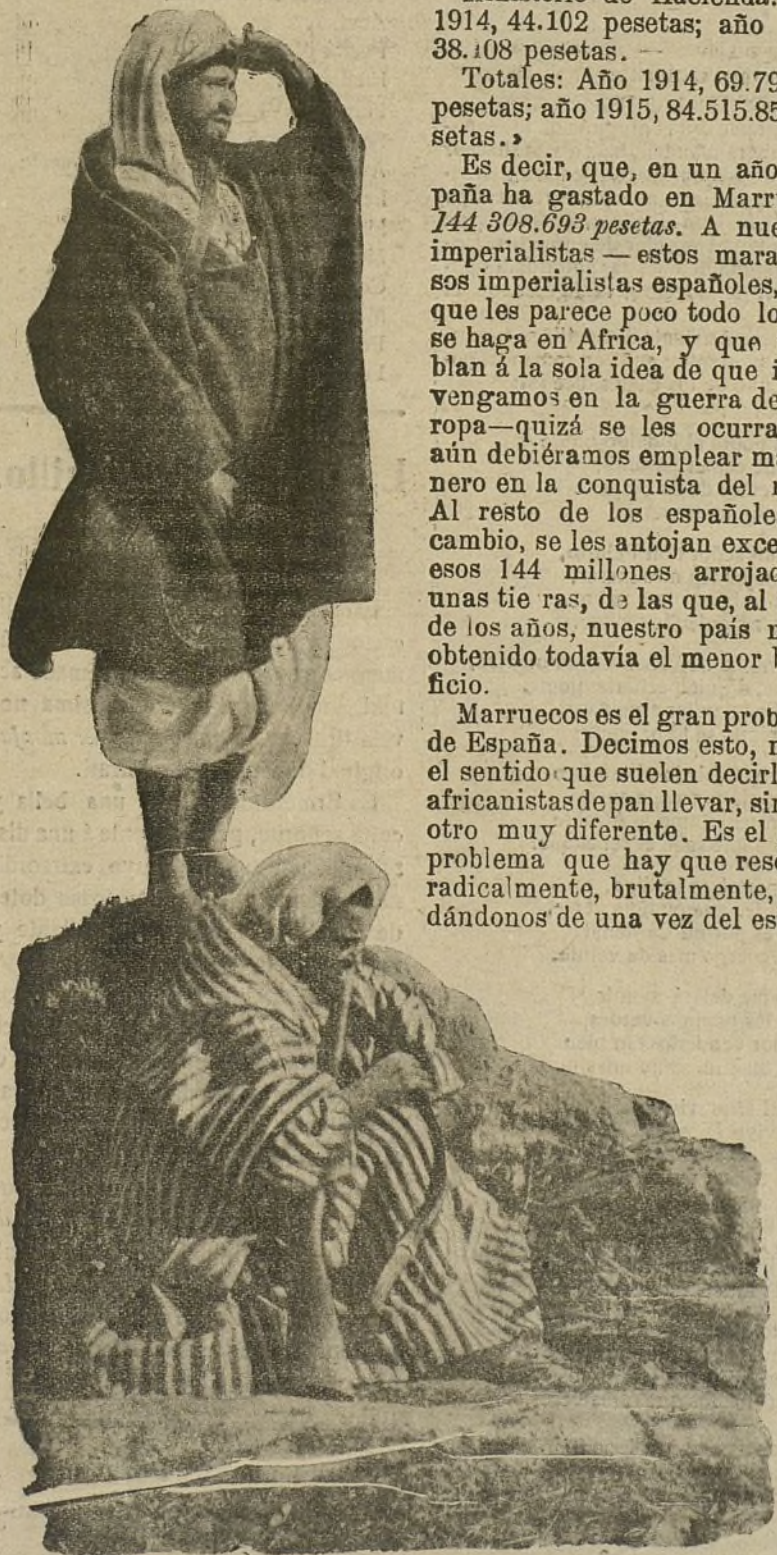 1914, 44.102 pesetas; año
38.108 pesetas.
Totales: Año 1914, 69.79
pesetas; año 1915, 84.515.85
setas.»
Es decir, que, en un año
paña ha gastado en Marr
144 308.693 pesetas. A nue
imperialistas — estos mara
sos imperialistas españoles,
que les parece poco todo lo
se haga en Africa, y que
blan á la sola idea de que i
vengamos en la guerra de
ropa—quizá se les ocurra
aún debiéramos emplear m
nero en la conquista del
Al resto de los españole
cambio, se les antojan exce
esos 144 millones arrojad
unas tie ras, de las que, al
de los años, nuestro país n
obtenido todavía el menor
ficio.
Marruecos es el gran prob
de España. Decimos esto, n
el sentido que suelen decirl
africanistas de pan llevar, sin
otro muy diferente. Es el
problema que hay que reso
radicalmente, brutalmente,
dándonos de una vez del es